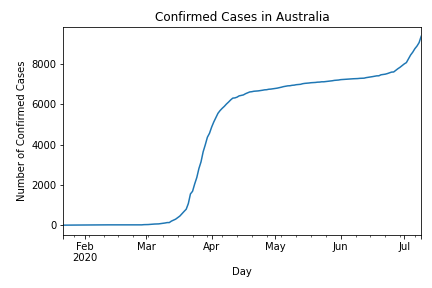 Confirmed Cases in Australia
Number of Confirmed Cases
8000
6000
4000
2000
0
Feb
2020
Mar
Apr
May
Jun
Jul
Day